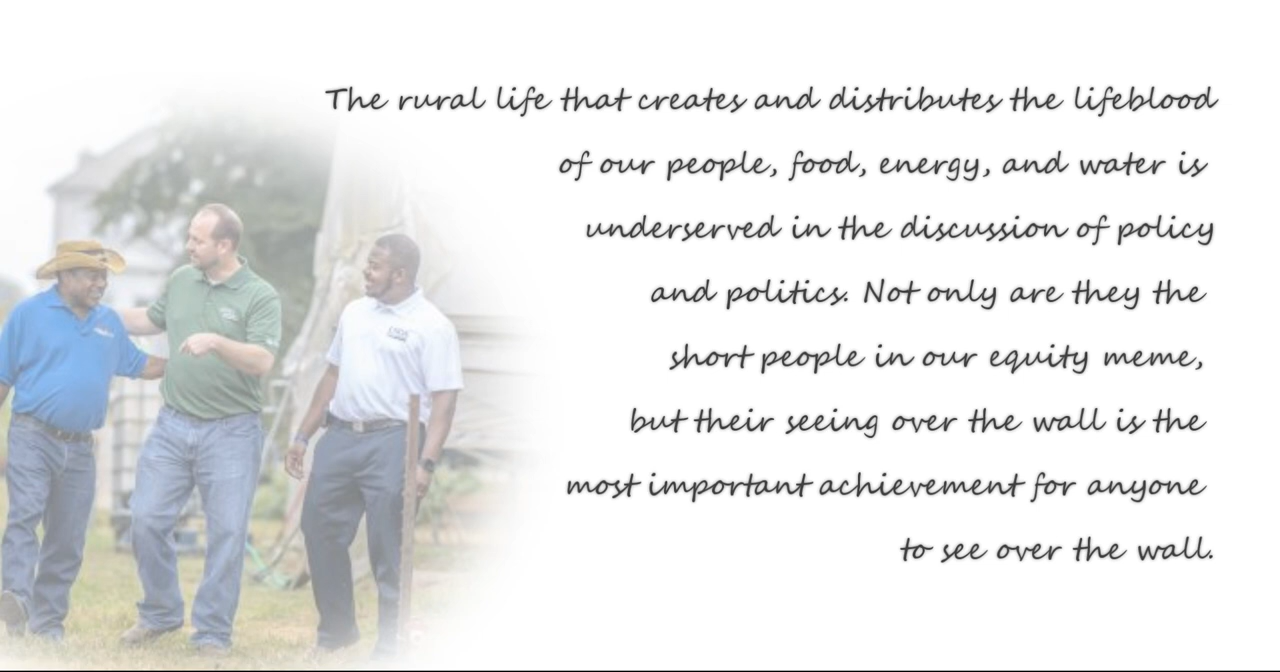 The rural life that creates and distributes the lifeblood
of our people, food, energy, and water is
underserved in the discussion of policy
and politics. Not only are they the
short people in our equity meme,
but their seeing over the wall is the
most important achievement for anyone
to see over the wall.
USDA